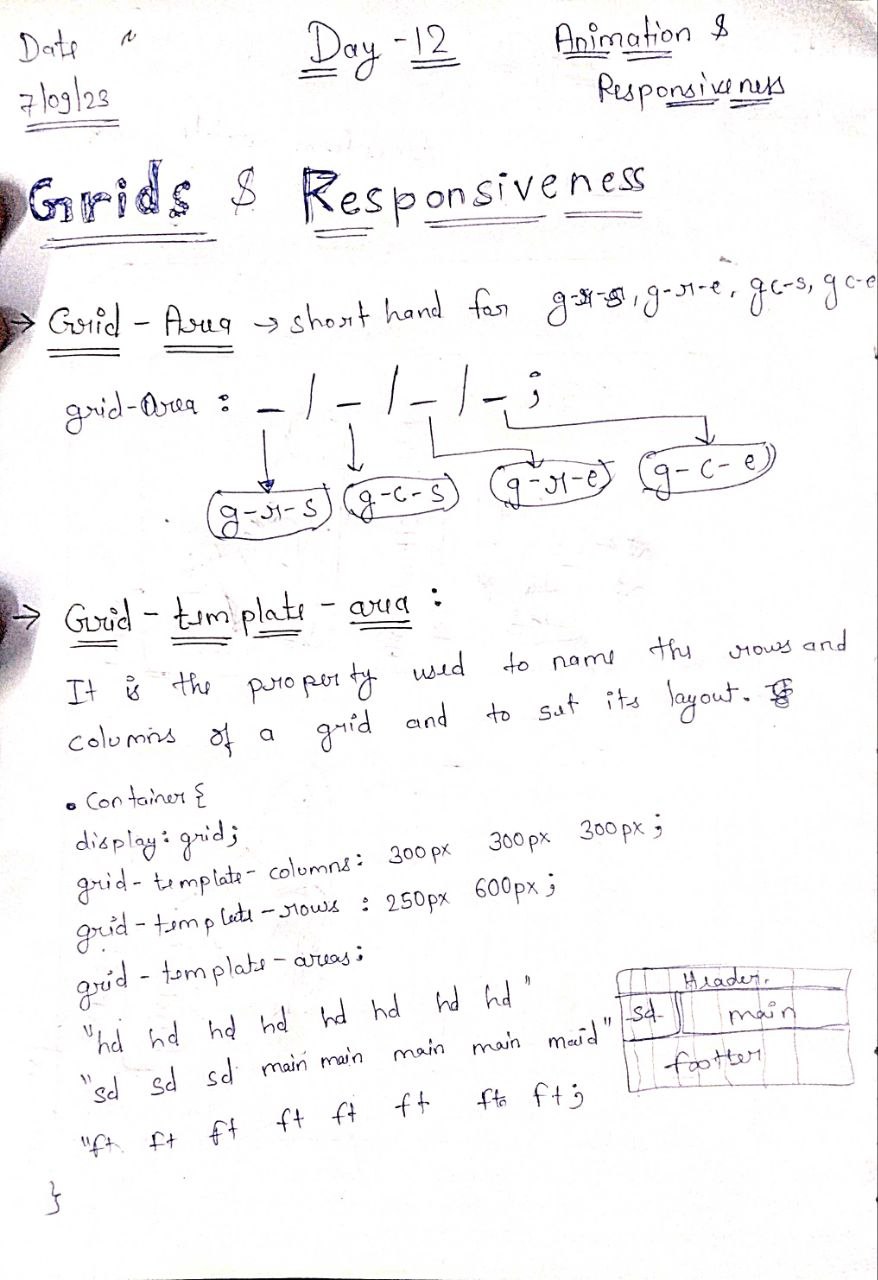 Date
7/09/23
Day - 12
Animation &
Responsiveness
Grids & Responsiveness
→ Grid - Area → short hand for g-r-s, g-r-e, gc-s, gc-e
grid-Area : _ / _ / _ / _ ;
g-r-s g-c-s g-r-e g-c-e
→ Grid - template - area :
It is the property used to name the rows and
columns of a grid and to set its layout.
• Container {
display: grid;
grid - template - columns: 300px 300px 300px ;
grid - template - rows : 250px 600px ;
grid - template - areas ;
"hd hd hd hd hd hd hd hd"
"sd sd sd main main main main maid"
"ft ft ft ft ft ft ft ft ;
}
Header.
sd main
footter